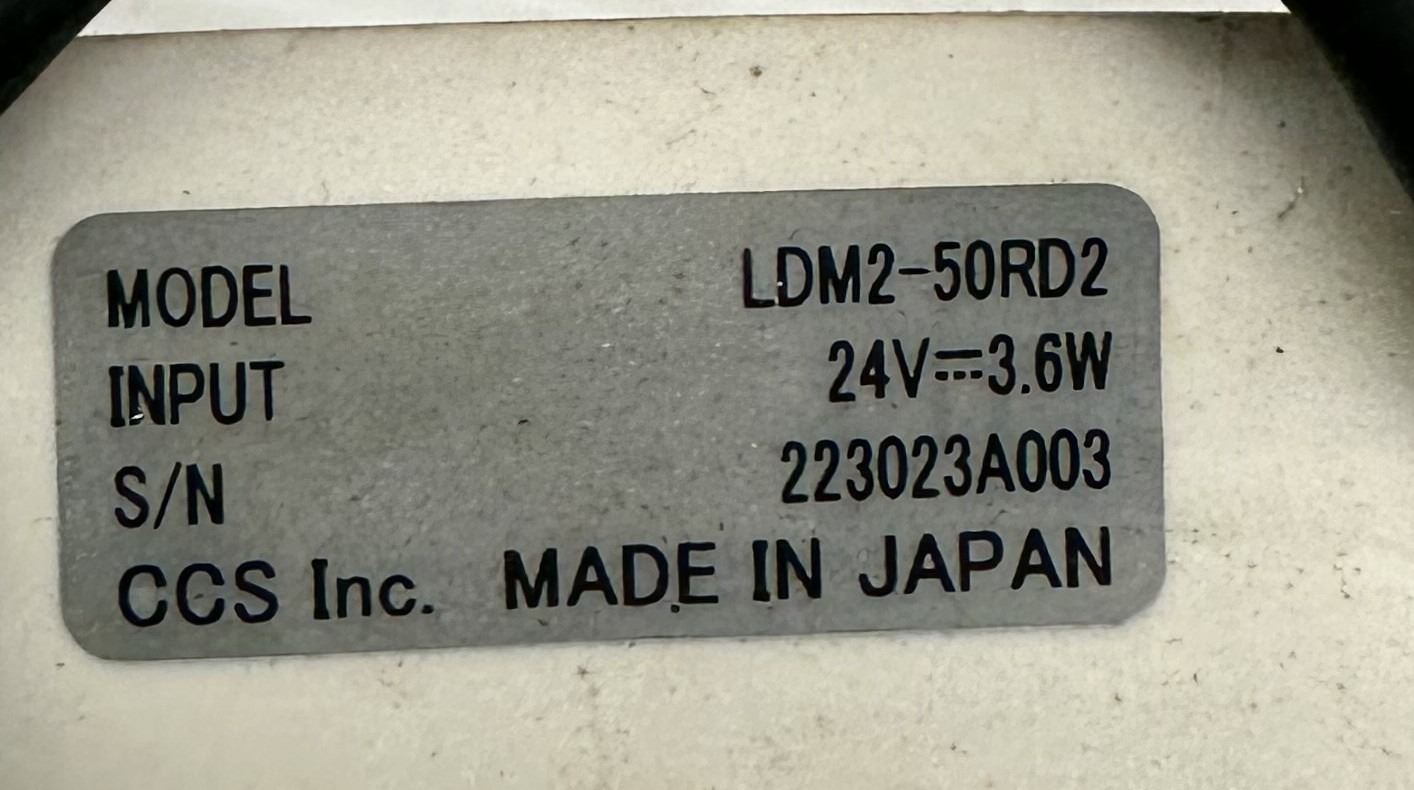 MODEL LDM2-50RD2
INPUT 24V⎓3.6W
S/N 223023A003
CCS Inc. MADE IN JAPAN